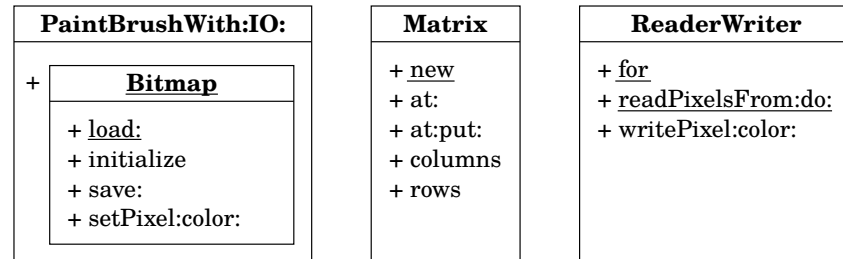 PaintBrushWith:IO:
+ Bitmap
+ load:
+ initialize
+ save:
+ setPixel:color:
Matrix
+ new
+ at:
+ at:put:
+ columns
+ rows
ReaderWriter
+ for
+ readPixelsFrom:do:
+ writePixel:color: